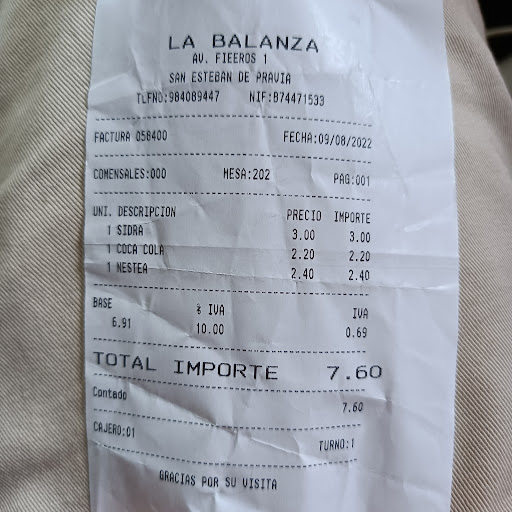 LA BALANZA
AV. FIEEROS 1
SAN ESTEBAN DE PRAVIA
TLFNO:984089447 NIF:B74471533
FACTURA 056400 FECHA:09/08/2022
COMENSALES:000 MESA:202 PAG:001
UNI. DESCRIPCION PRECIO IMPORTE
1 SIDRA 3.00 3.00
1 COCA COLA 2.20 2.20
1 NESTEA 2.40 2.40
BASE % IVA IVA
6.91 10.00 0.69
TOTAL IMPORTE 7.60
Contado 7.60
CAJERO:01 TURNO:1
GRACIAS POR SU VISITA